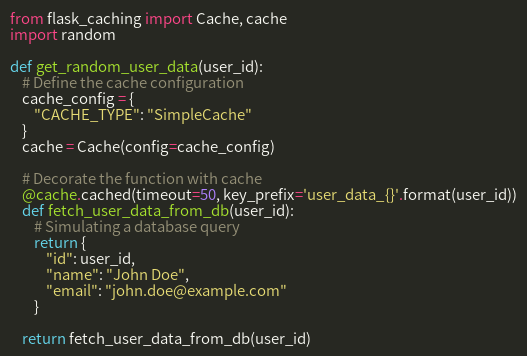 from flask_caching import Cache, cache
import random

def get_random_user_data(user_id):
    # Define the cache configuration
    cache_config = {
        "CACHE_TYPE": "SimpleCache"
    }
    cache = Cache(config=cache_config)

    # Decorate the function with cache
    @cache.cached(timeout=50, key_prefix='user_data_{}'.format(user_id))
    def fetch_user_data_from_db(user_id):
        # Simulating a database query
        return {
            "id": user_id,
            "name": "John Doe",
            "email": "john.doe@example.com"
        }

    return fetch_user_data_from_db(user_id)